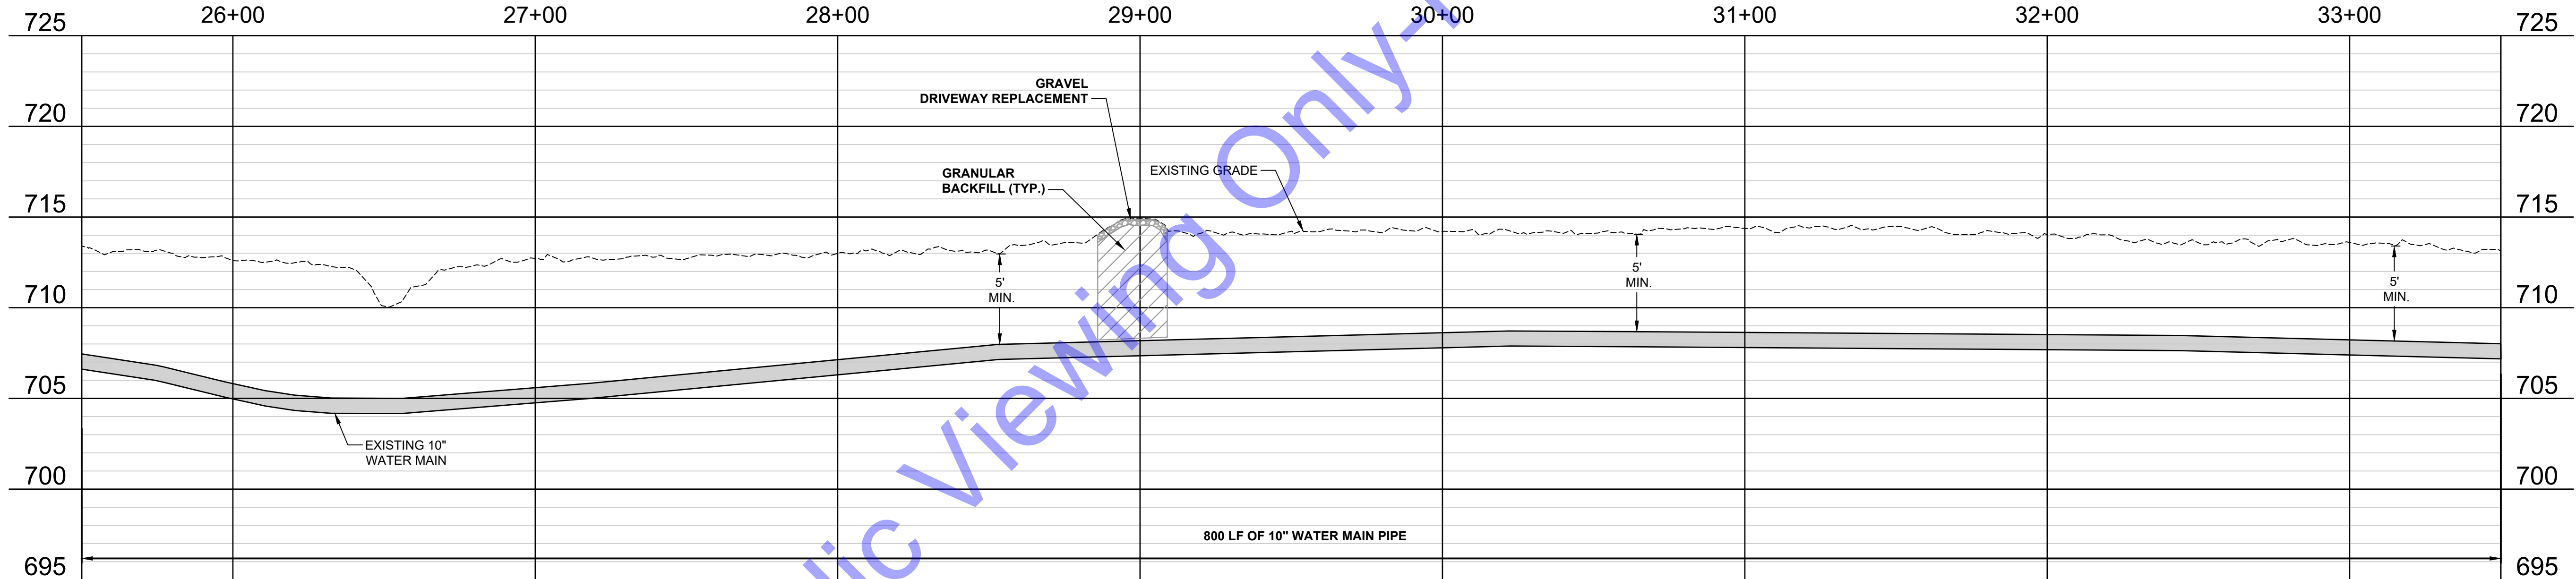 26+00 27+00 28+00 29+00 30+00 31+00 32+00 33+00
725 725
GRAVEL
DRIVEWAY REPLACEMENT
720 720
GRANULAR
BACKFILL (TYP.)
EXISTING GRADE
715 715
5'
MIN.
5'
MIN.
5'
MIN.
710 710
705 705
EXISTING 10"
WATER MAIN
700 700
800 LF OF 10" WATER MAIN PIPE
695 695
Viewing Only-